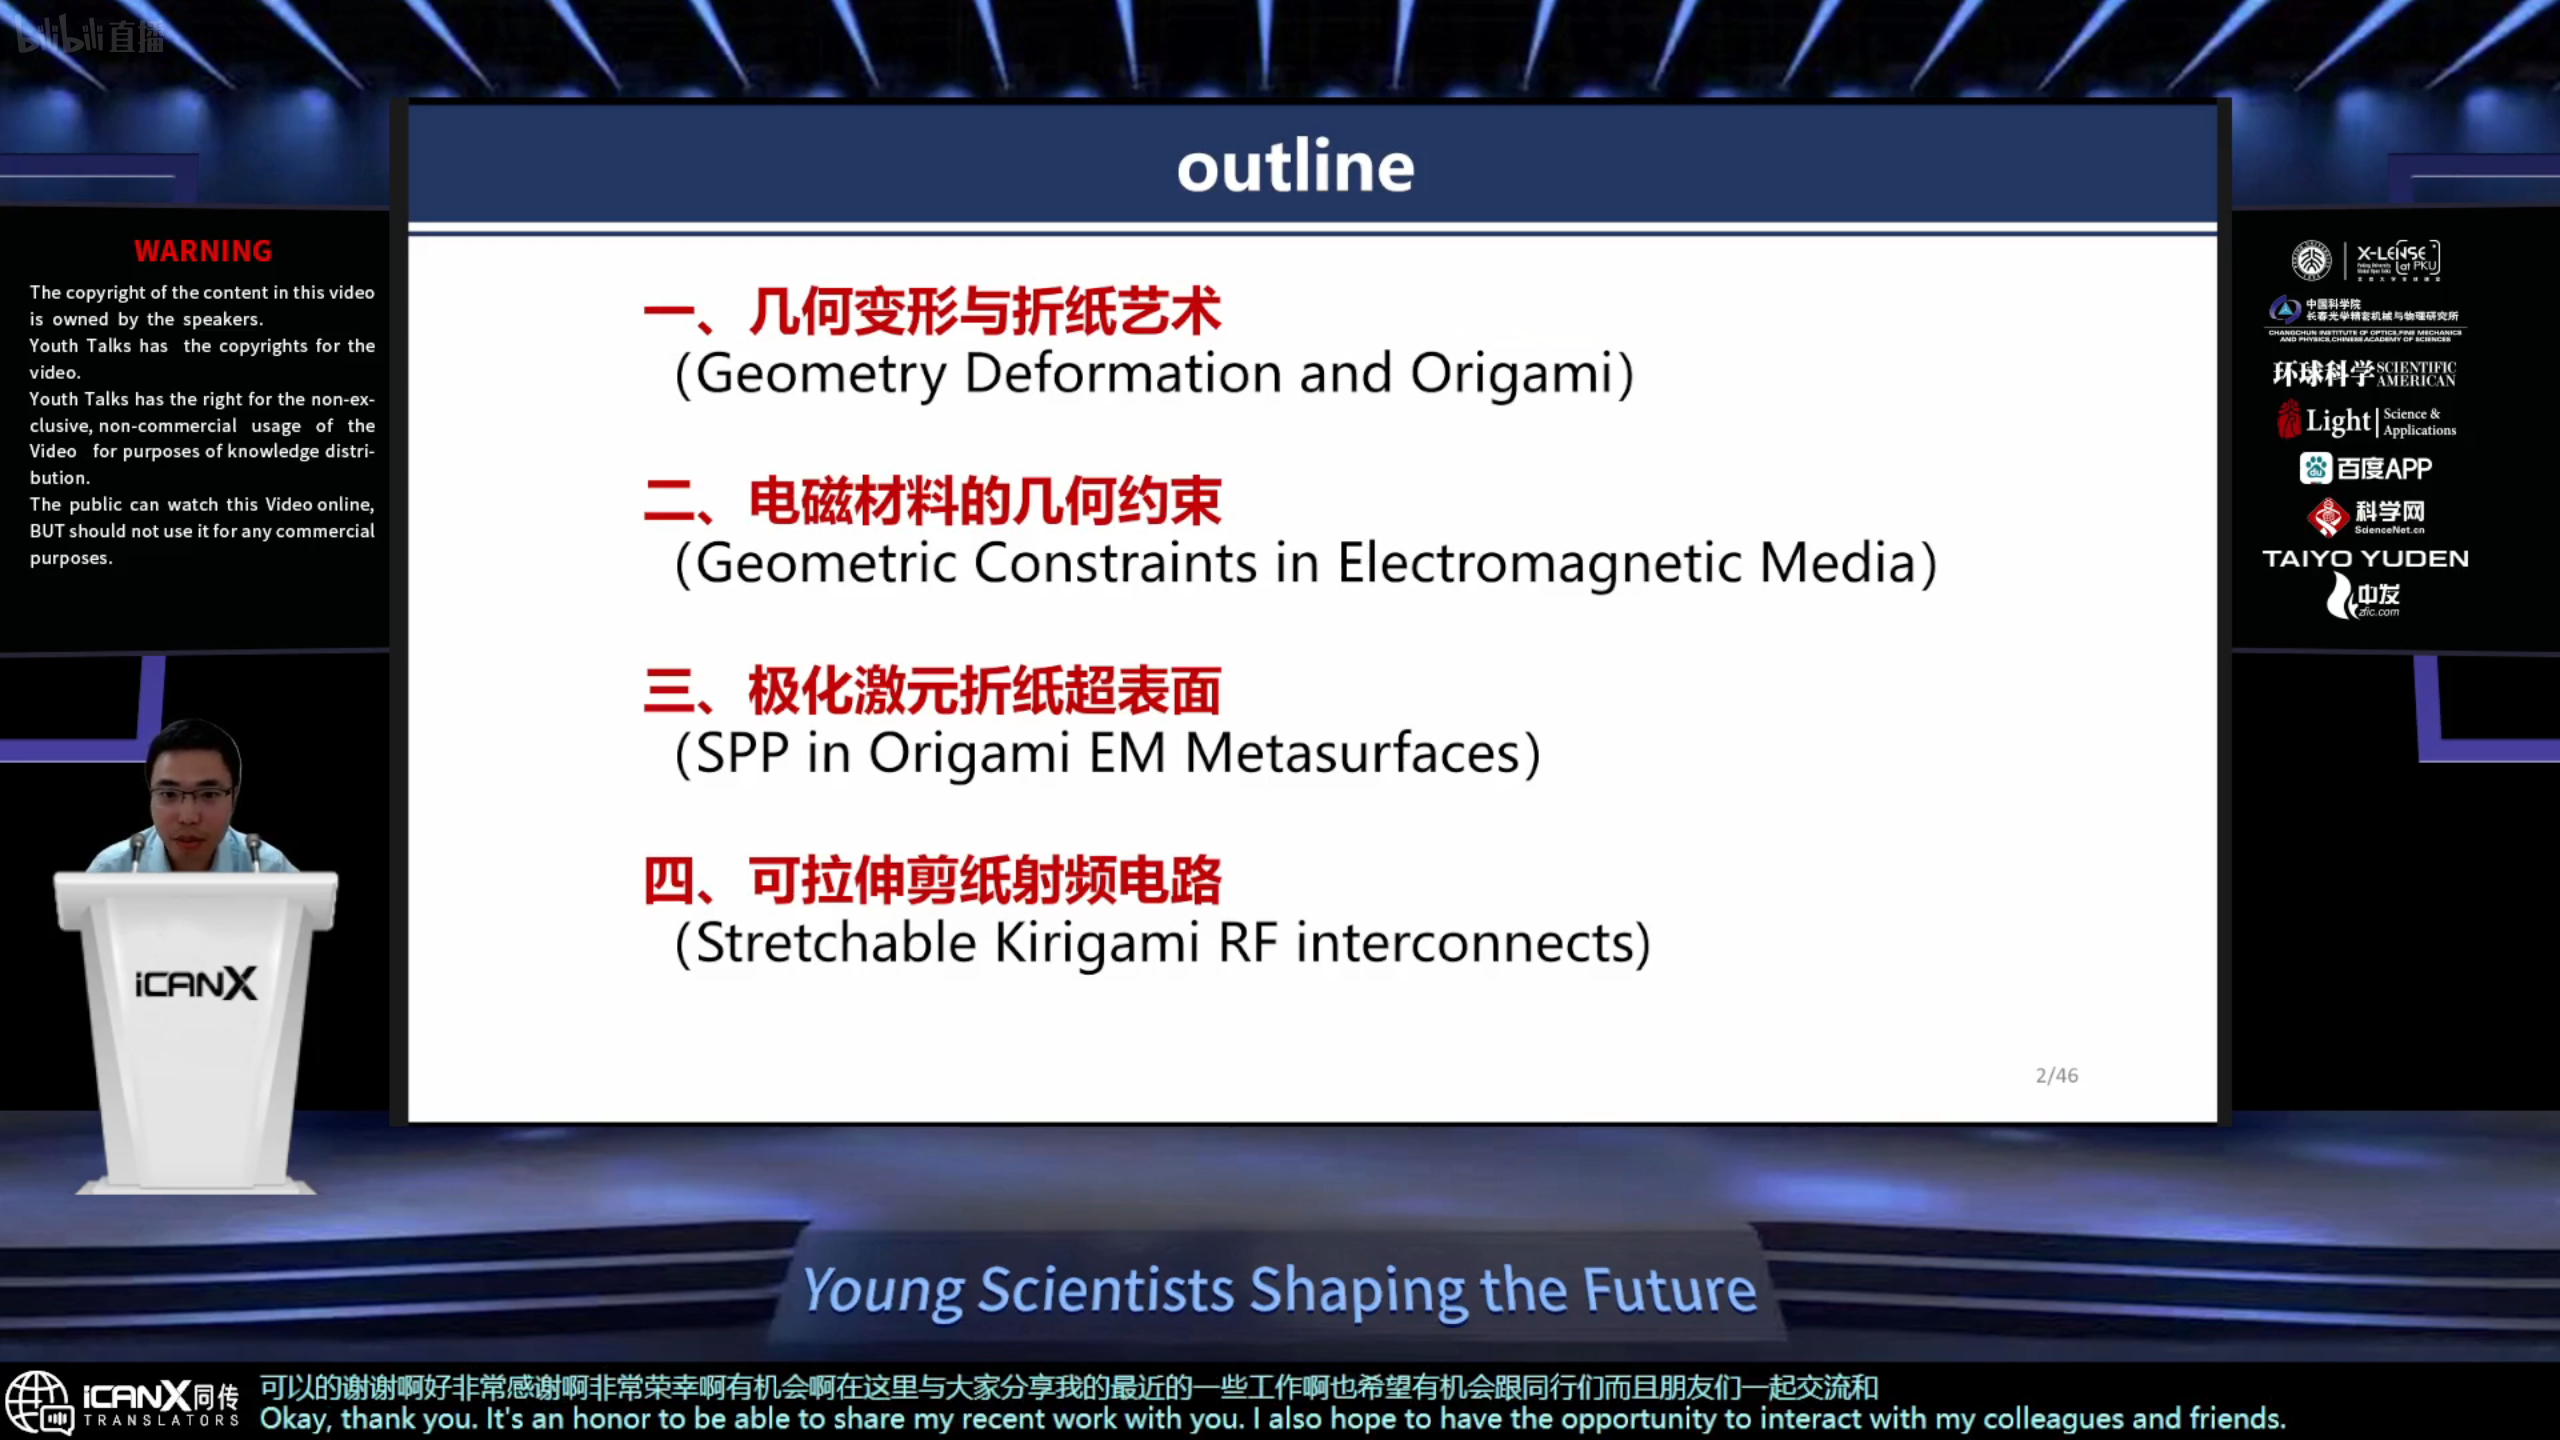 bilibili 直播
outline
一、几何变形与折纸艺术
(Geometry Deformation and Origami)
二、电磁材料的几何约束
(Geometric Constraints in Electromagnetic Media)
三、极化激元折纸超表面
(SPP in Origami EM Metasurfaces)
四、可拉伸剪纸射频电路
(Stretchable Kirigami RF interconnects)
2/46
WARNING
The copyright of the content in this video
is owned by the speakers.
Youth Talks has the copyrights for the
video.
Youth Talks has the right for the non-ex-
clusive, non-commercial usage of the
Video for purposes of knowledge distri-
bution.
The public can watch this Video online,
BUT should not use it for any commercial
purposes.
X-LENSE
at PKU
中国科学院
长春光学精密机械与物理研究所
CHANGCHUN INSTITUTE OF OPTICS,FINE MECHANICS
AND PHYSICS,CHINESE ACADEMY OF SCIENCES
环球科学 SCIENTIFIC AMERICAN
Light Science & Applications
百度APP
科学网
ScienceNet.cn
TAIYO YUDEN
中发
zfic.com
iCANX
Young Scientists Shaping the Future
iCANX同传
TRANSLATORS
可以的谢谢啊好非常感谢啊非常荣幸啊有机会啊在这里与大家分享我的最近的一些工作啊也希望有机会跟同行们而且朋友们一起交流和
Okay, thank you. It's an honor to be able to share my recent work with you. I also hope to have the opportunity to interact with my colleagues and friends.